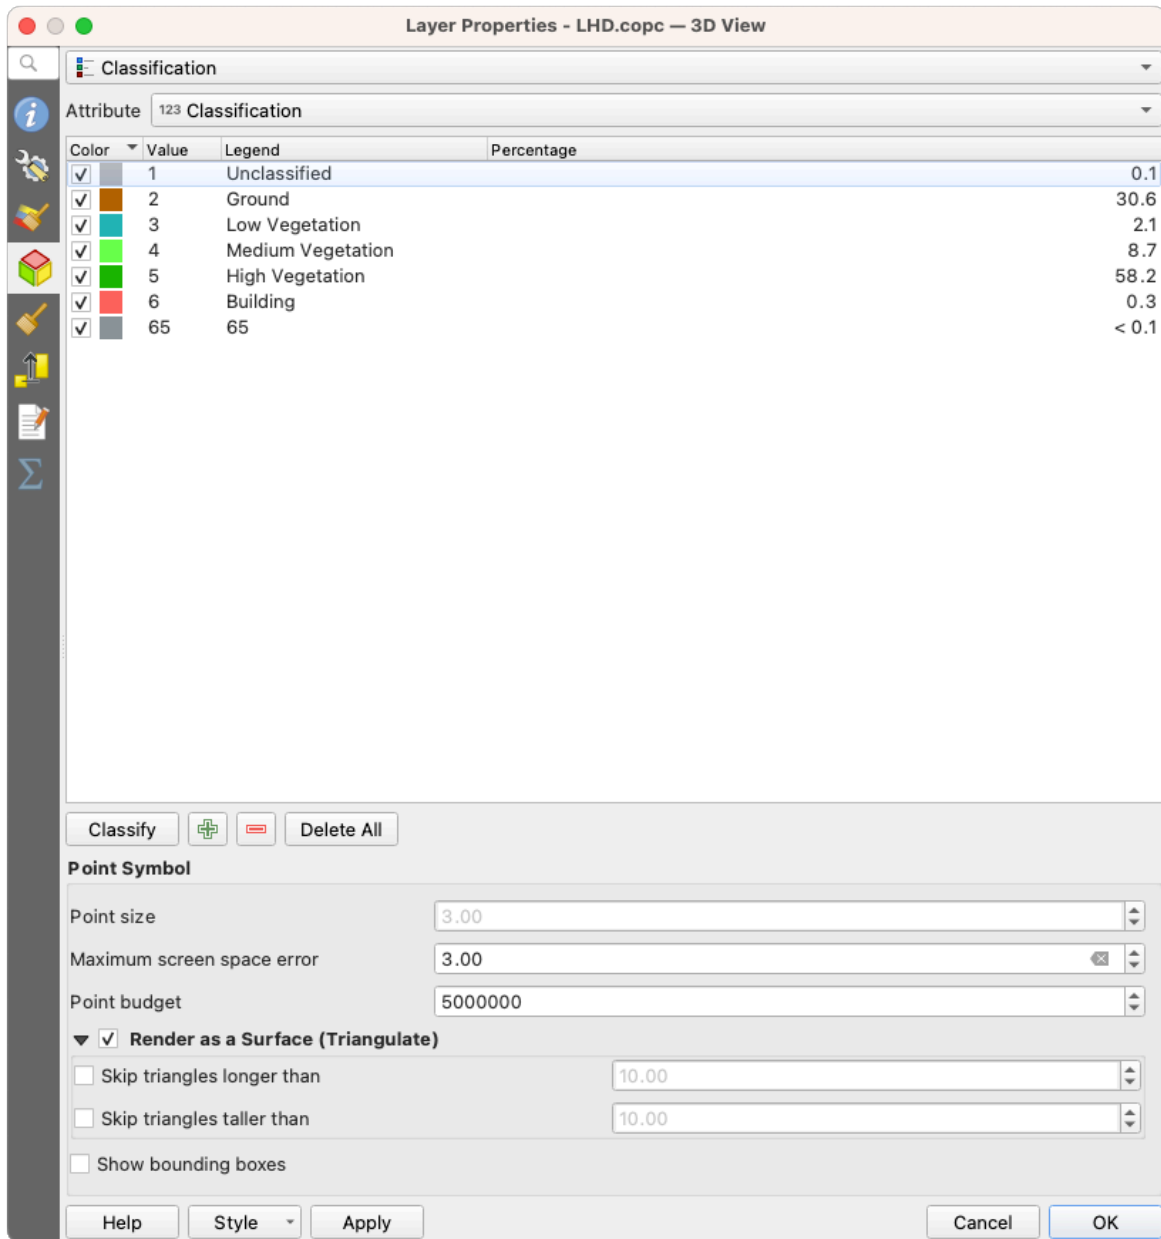 Layer Properties - LHD.copc — 3D View
Classification
Attribute 123 Classification
Color Value Legend Percentage
1 Unclassified 0.1
2 Ground 30.6
3 Low Vegetation 2.1
4 Medium Vegetation 8.7
5 High Vegetation 58.2
6 Building 0.3
65 65 < 0.1
Classify Delete All
Point Symbol
Point size 3.00
Maximum screen space error 3.00
Point budget 5000000
Render as a Surface (Triangulate)
Skip triangles longer than 10.00
Skip triangles taller than 10.00
Show bounding boxes
Help Style Apply Cancel OK